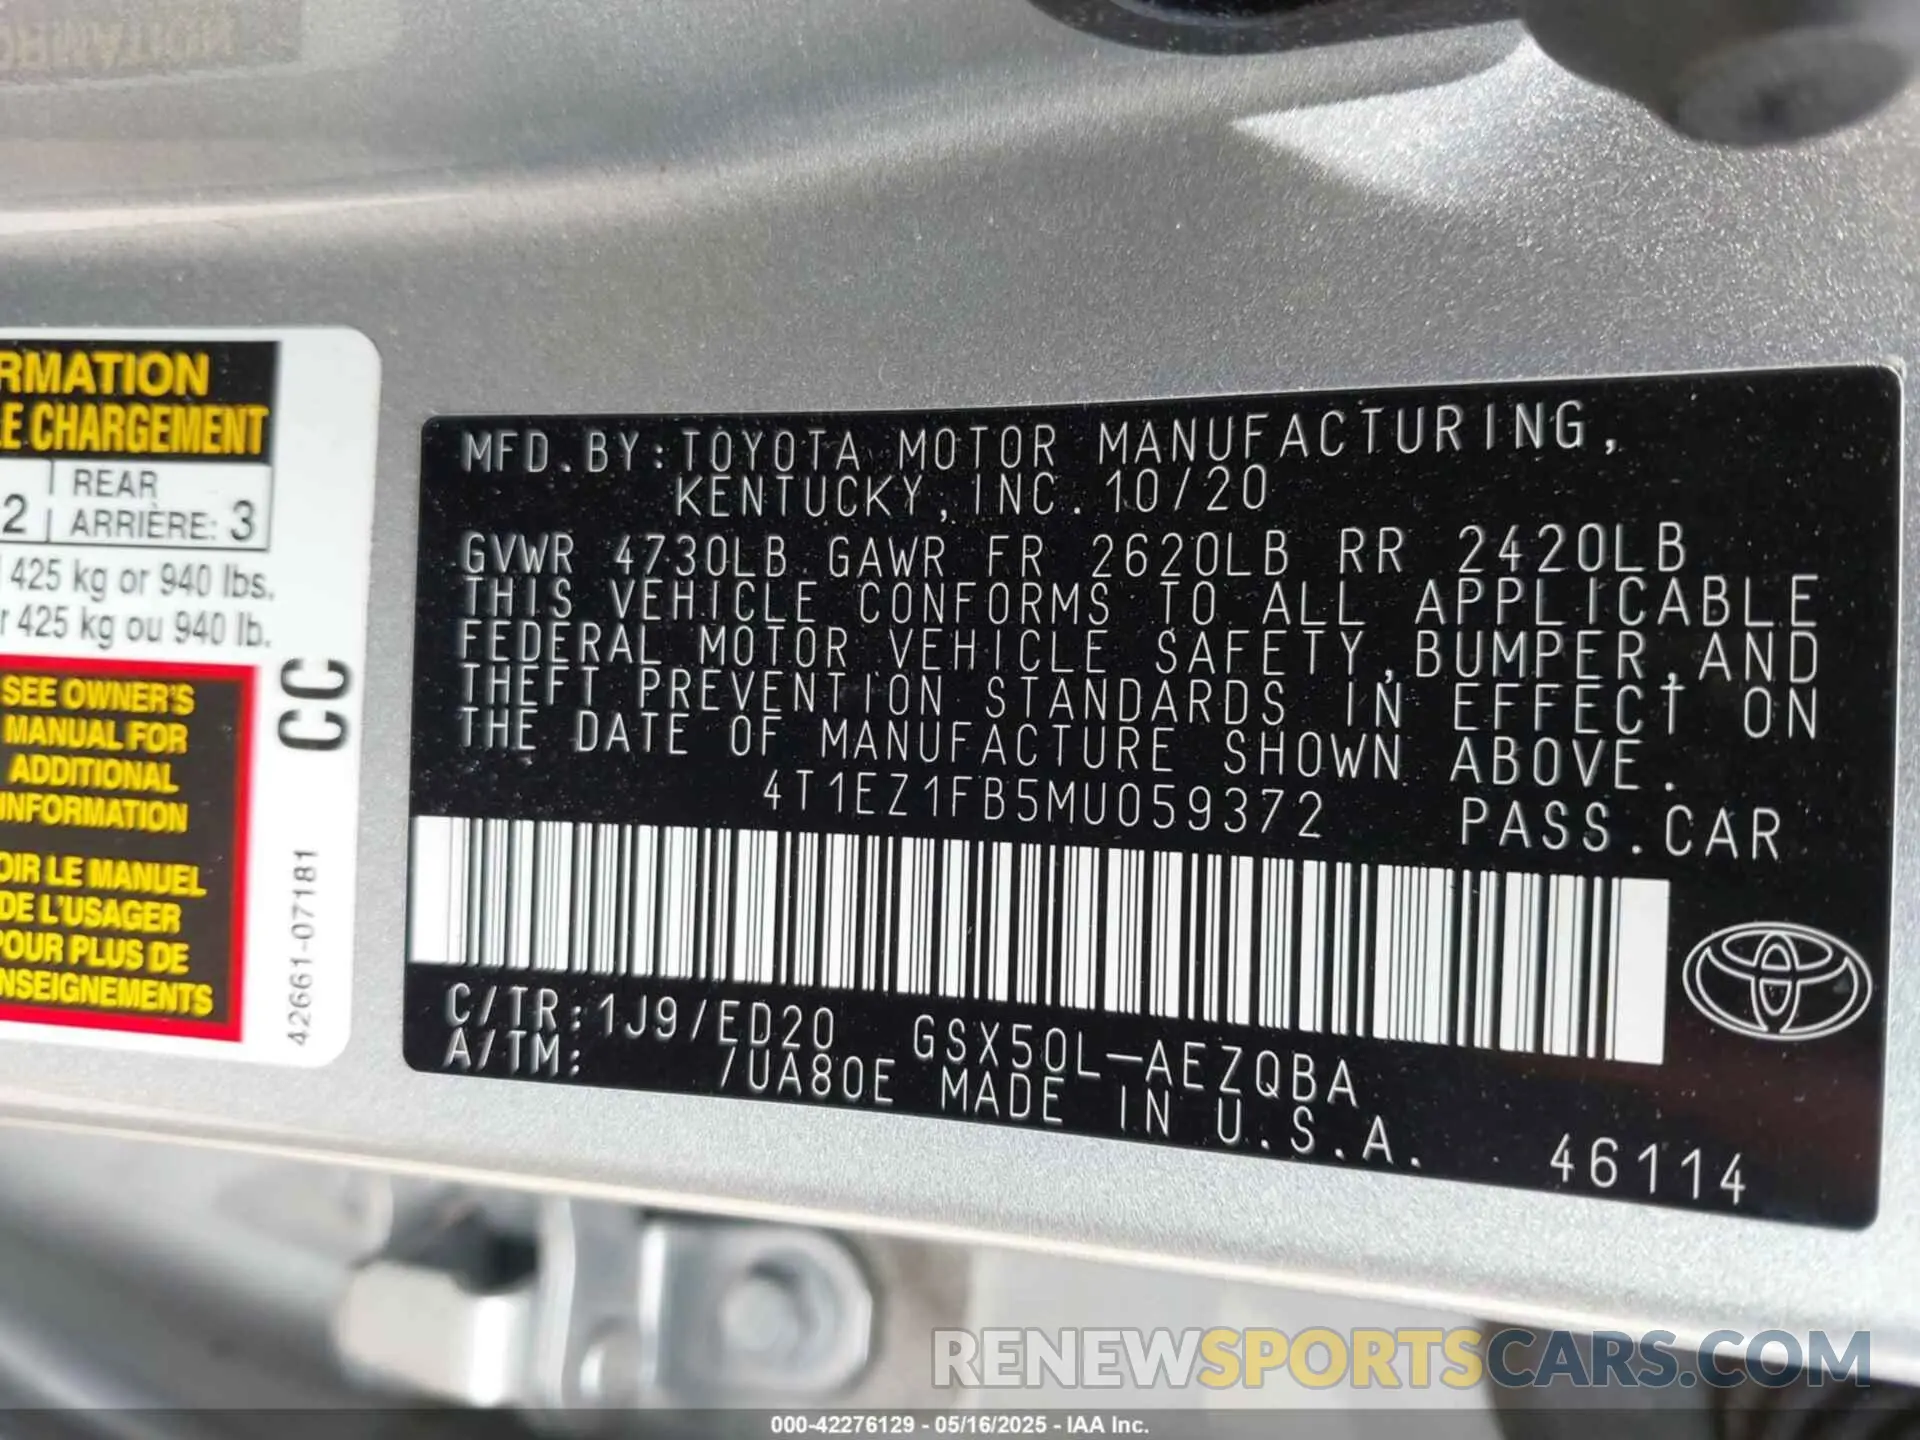 RMATION
E CHARGEMENT
2 REAR
ARRIÈRE: 3
425 kg or 940 lbs.
r 425 kg ou 940 lb.
SEE OWNER'S
MANUAL FOR
ADDITIONAL
INFORMATION
OIR LE MANUEL
DE L'USAGER
POUR PLUS DE
NSEIGNEMENTS
CC
42661-07181
MFD.BY:TOYOTA MOTOR MANUFACTURING,
KENTUCKY,INC. 10/20
GVWR 4730LB GAWR FR 2620LB RR 2420LB
THIS VEHICLE CONFORMS TO ALL APPLICABLE
FEDERAL MOTOR VEHICLE SAFETY,BUMPER,AND
THEFT PREVENTION STANDARDS IN EFFECT ON
THE DATE OF MANUFACTURE SHOWN ABOVE.
4T1EZ1FB5MU059372 PASS.CAR
C/TR:1J9/ED20 GSX50L-AEZQBA
A/TM: /UA80E MADE IN U.S.A. 46114
RENEWSPORTSCARS.COM
000-42276129 - 05/16/2025 - IAA Inc.